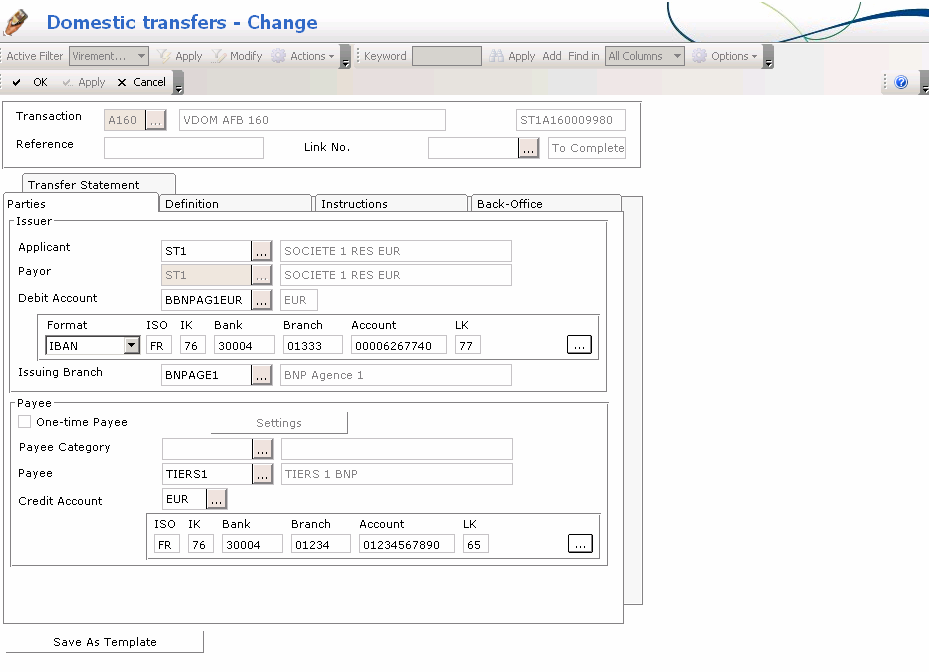 Domestic transfers - Change
Active Filter Virement... Apply Modify Actions Keyword Apply Add Find in All Columns Options
OK Apply Cancel ?
Transaction A160 ... VDOM AFB 160 ST1A160009980
Reference Link No. ... To Complete
Transfer Statement
Parties Definition Instructions Back-Office
Issuer
Applicant ST1 ... SOCIETE 1 RES EUR
Payor ST1 ... SOCIETE 1 RES EUR
Debit Account BBNPAG1EUR ... EUR
Format ISO IK Bank Branch Account LK
IBAN FR 76 30004 01333 00006267740 77 ...
Issuing Branch BNPAGE1 ... BNP Agence 1
Payee
One-time Payee Settings
Payee Category ...
Payee TIERS1 ... TIERS 1 BNP
Credit Account EUR ...
ISO IK Bank Branch Account LK
FR 76 30004 01234 01234567890 65 ...
Save As Template